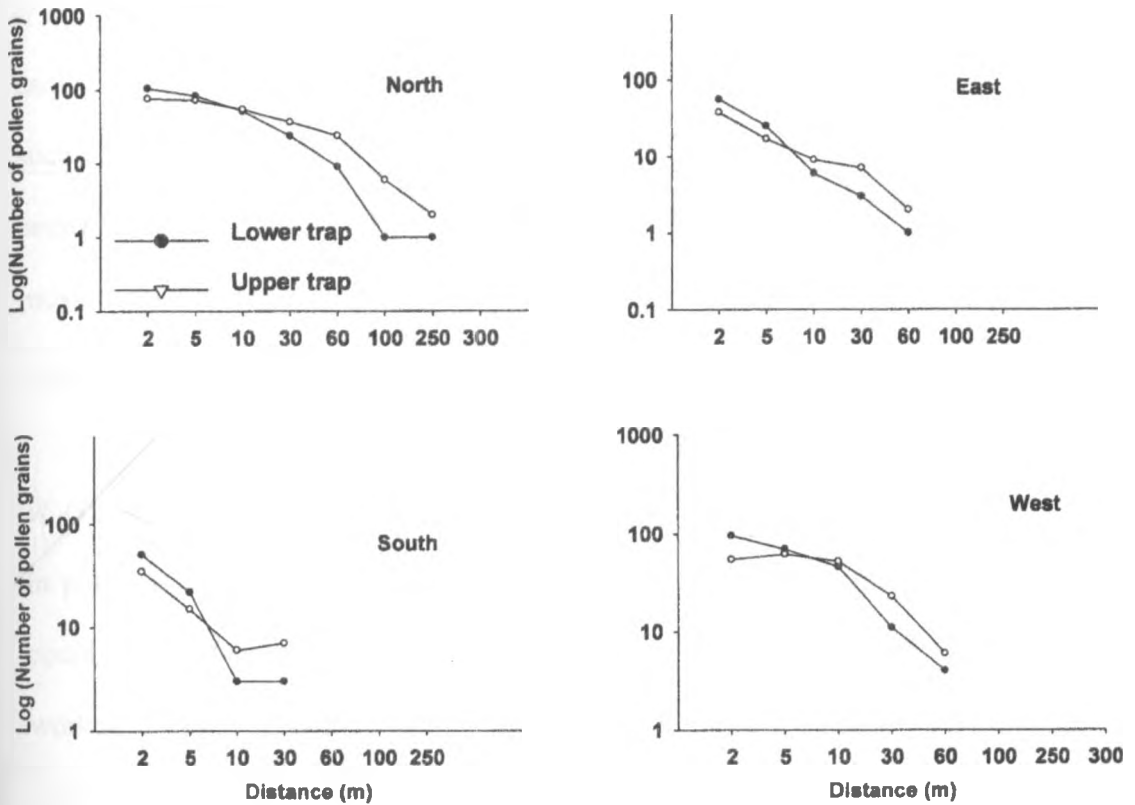 1000
100
10
1
0.1
Log(Number of pollen grains)
North
Lower trap
Upper trap
2 5 10 30 60 100 250 300
100
10
1
0.1
East
2 5 10 30 60 100 250
100
10
1
Log (Number of pollen grains)
South
2 5 10 30 60 100 250
Distance (m)
1000
100
10
1
West
2 5 10 30 60 100 250 300
Distance (m)